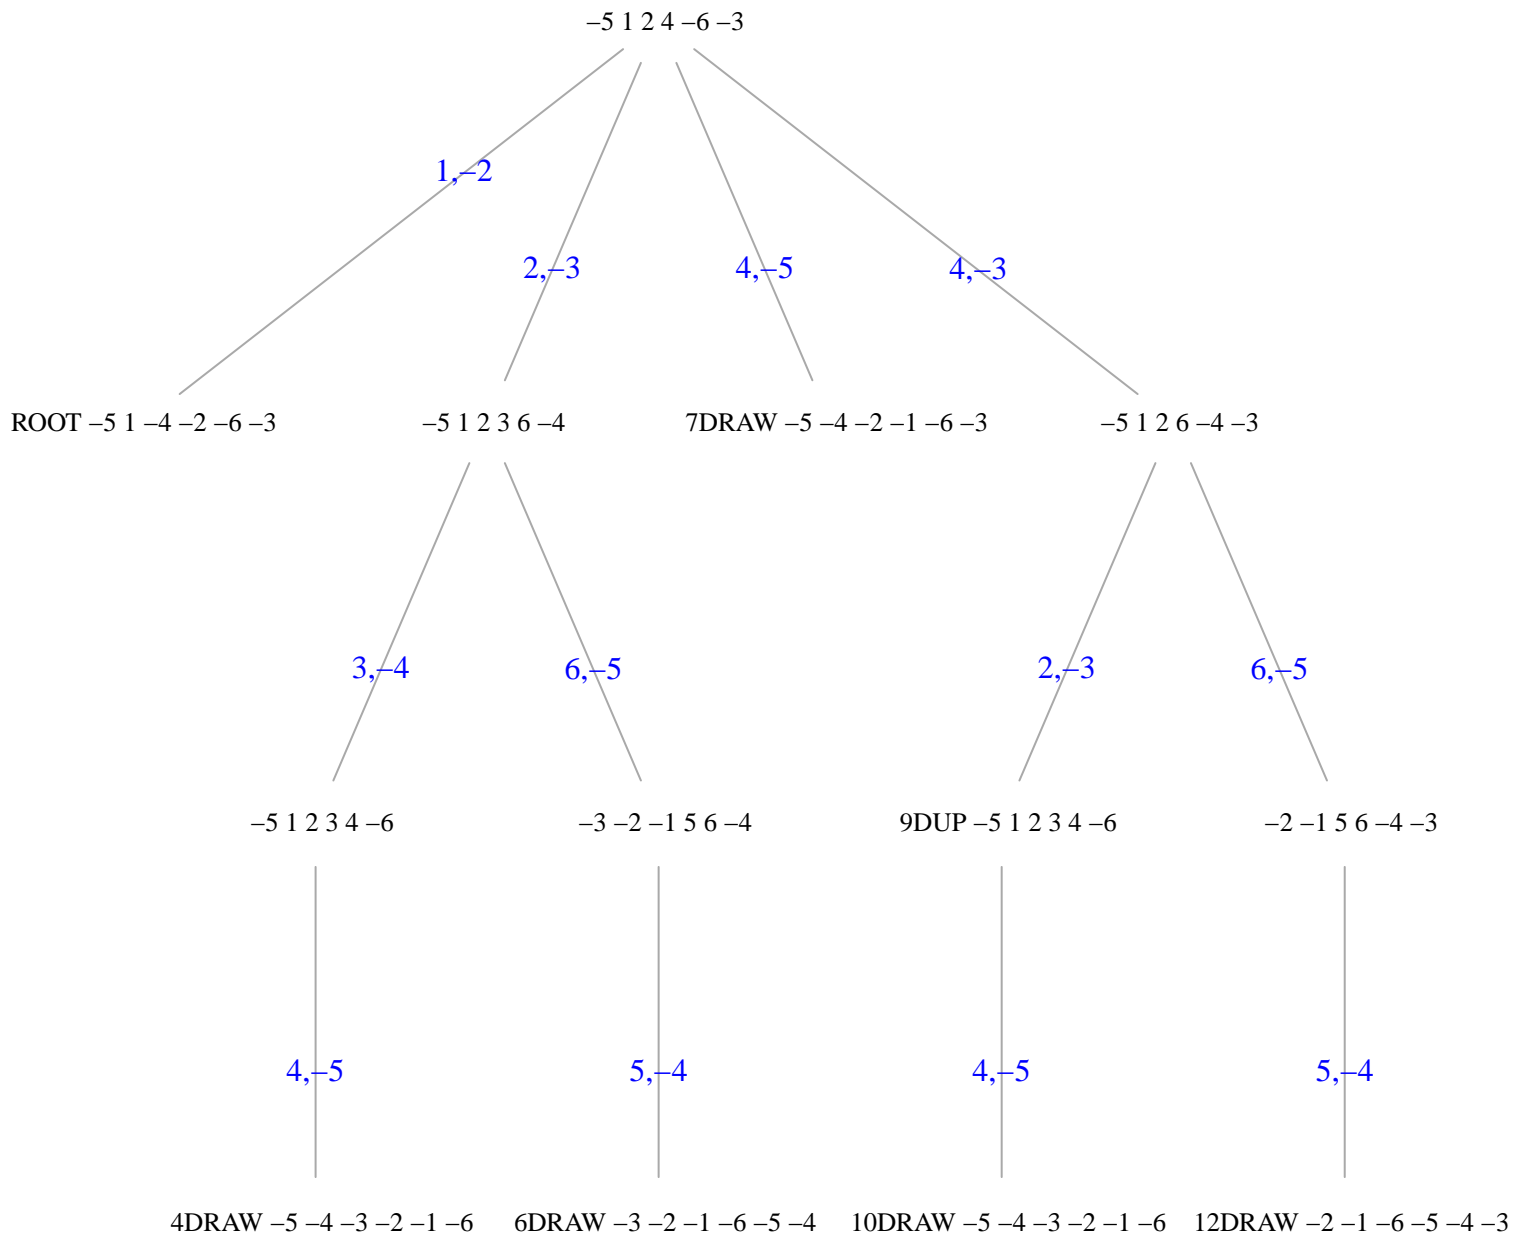 –5 1 2 4 –6 –3
1,–2
2,–3
4,–5
4,–3
ROOT –5 1 –4 –2 –6 –3
–5 1 2 3 6 –4
7DRAW –5 –4 –2 –1 –6 –3
–5 1 2 6 –4 –3
3,–4
6,–5
2,–3
6,–5
–5 1 2 3 4 –6
–3 –2 –1 5 6 –4
9DUP –5 1 2 3 4 –6
–2 –1 5 6 –4 –3
4,–5
5,–4
4,–5
5,–4
4DRAW –5 –4 –3 –2 –1 –6
6DRAW –3 –2 –1 –6 –5 –4
10DRAW –5 –4 –3 –2 –1 –6
12DRAW –2 –1 –6 –5 –4 –3